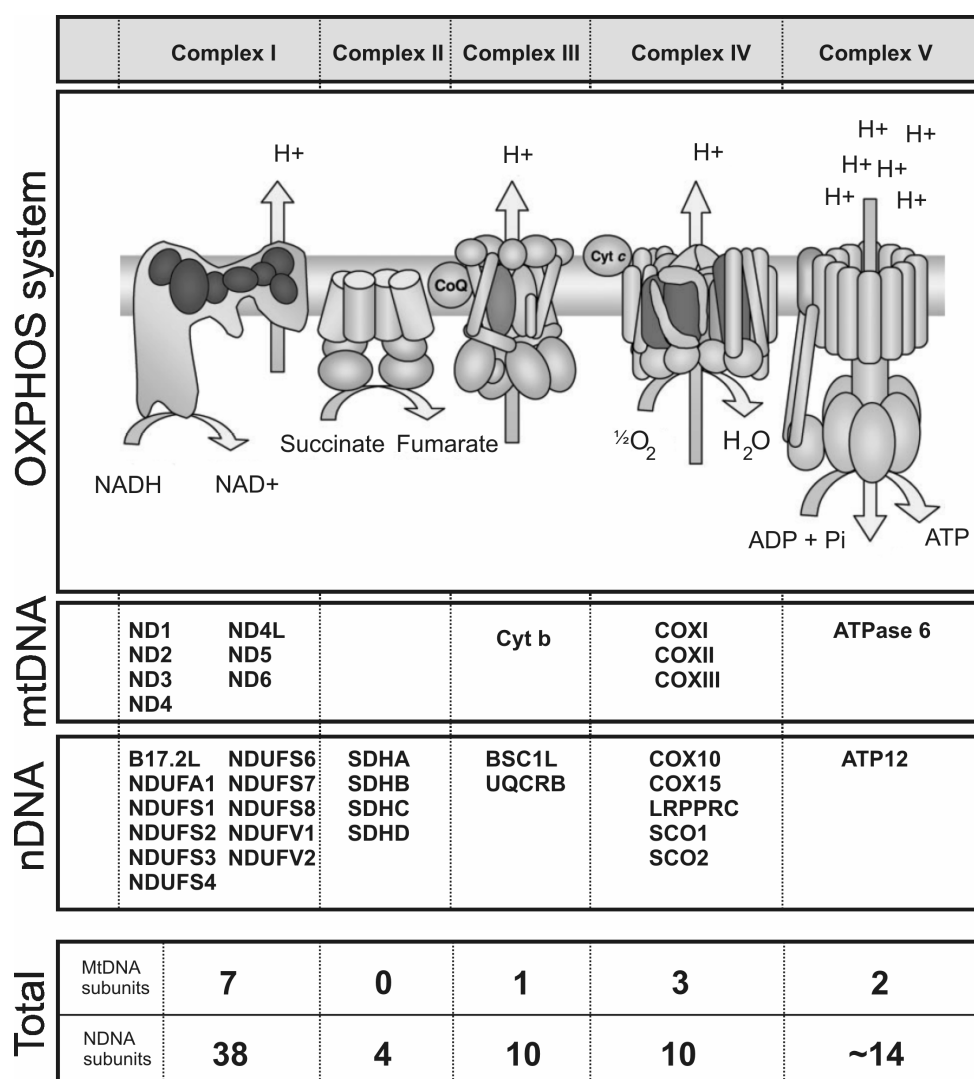 Complex I Complex II Complex III Complex IV Complex V
OXPHOS system
H+ H+ H+ H+ H+
H+ H+
H+ H+
CoQ
Cyt c
NADH NAD+
Succinate Fumarate
½O2 H2O
ADP + Pi ATP
mtDNA
ND1 ND4L Cyt b COXI ATPase 6
ND2 ND5 COXII
ND3 ND6 COXIII
ND4
nDNA
B17.2L NDUFS6 SDHA BSC1L COX10 ATP12
NDUFA1 NDUFS7 SDHB UQCRB COX15
NDUFS1 NDUFS8 SDHC LRPPRC
NDUFS2 NDUFV1 SDHD SCO1
NDUFS3 NDUFV2 SCO2
NDUFS4
Total
MtDNA
subunits 7 0 1 3 2
NDNA
subunits 38 4 10 10 ~14